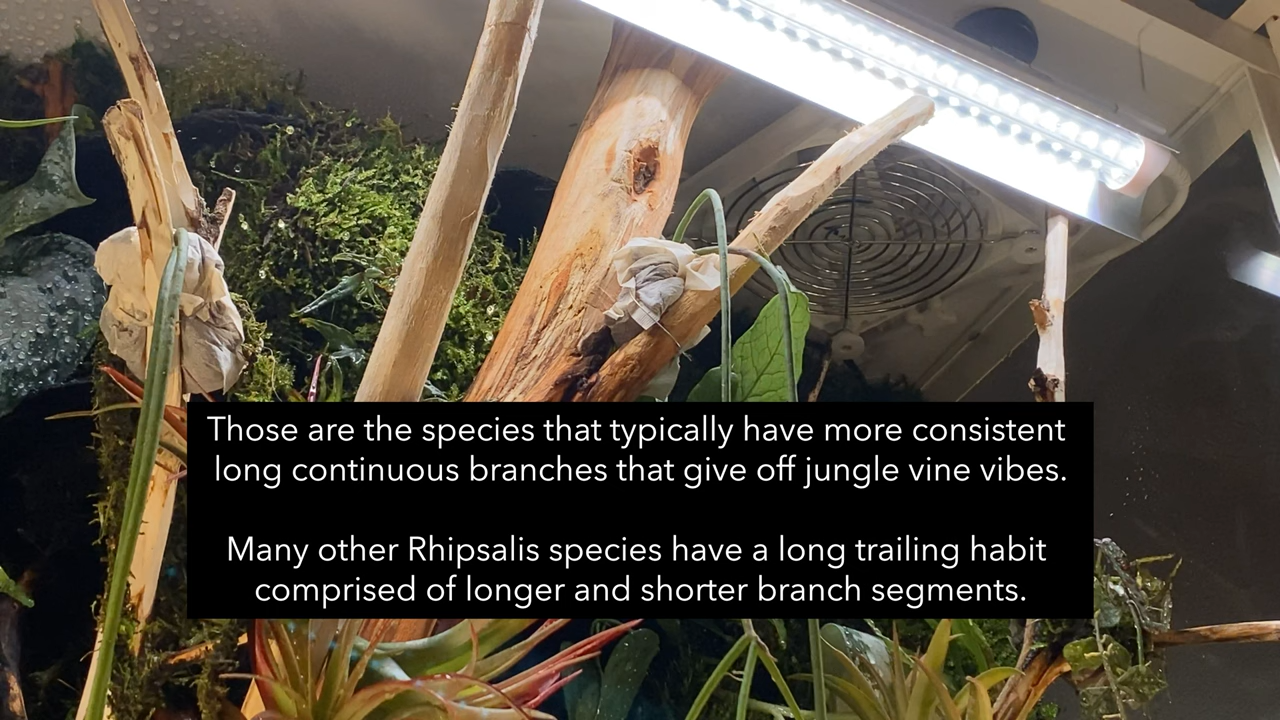 Those are the species that typically have more consistent
long continuous branches that give off jungle vine vibes.
Many other Rhipsalis species have a long trailing habit
comprised of longer and shorter branch segments.